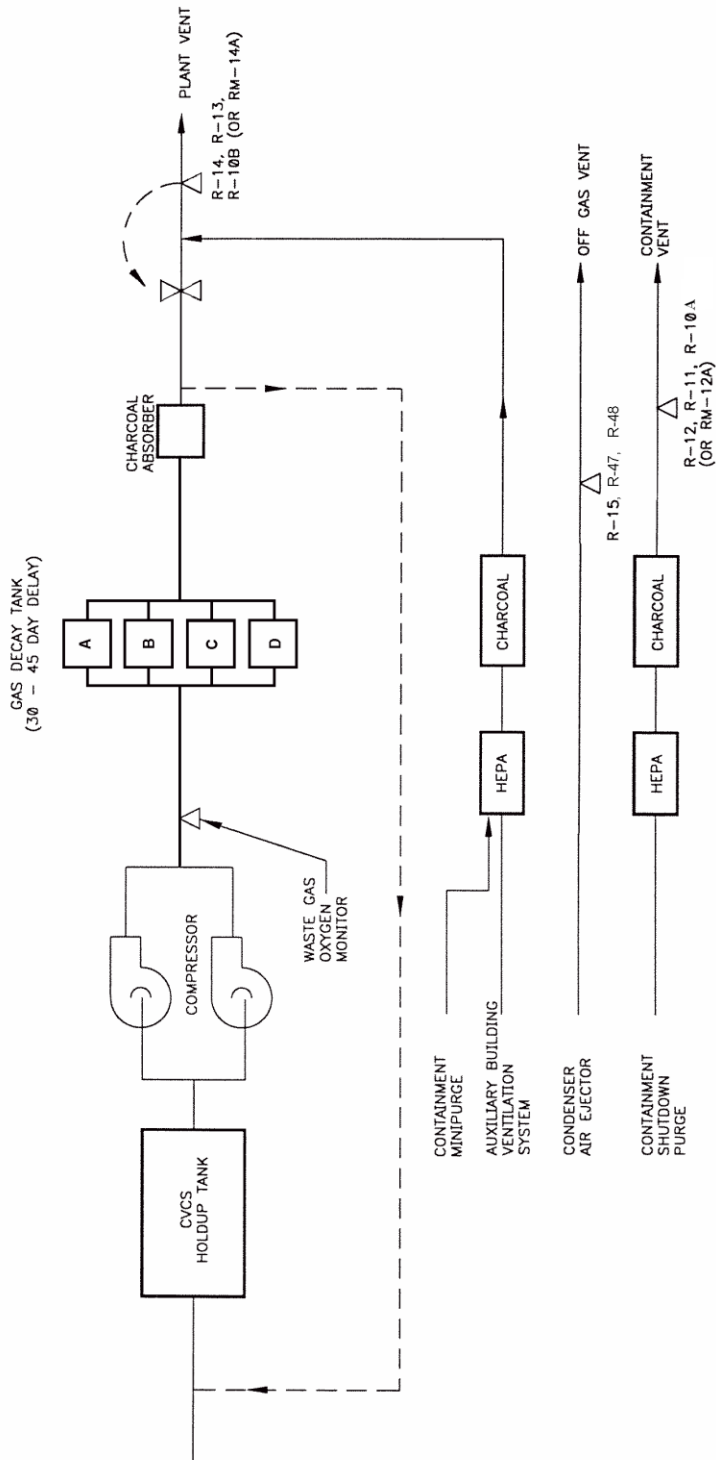 GAS DECAY TANK
(30 - 45 DAY DELAY)
CVCS
HOLDUP TANK
COMPRESSOR
WASTE GAS
OXYGEN
MONITOR
A
B
C
D
CHARCOAL
ABSORBER
PLANT VENT
R-14, R-13,
R-10B (OR RM-14A)
CONTAINMENT
MINIPURGE
AUXILIARY BUILDING
VENTILATION
SYSTEM
HEPA
CHARCOAL
CONDENSER
AIR EJECTOR
R-15, R-47, R-48
OFF GAS VENT
CONTAINMENT
SHUTDOWN
PURGE
HEPA
CHARCOAL
R-12, R-11, R-10A
(OR RM-12A)
CONTAINMENT
VENT